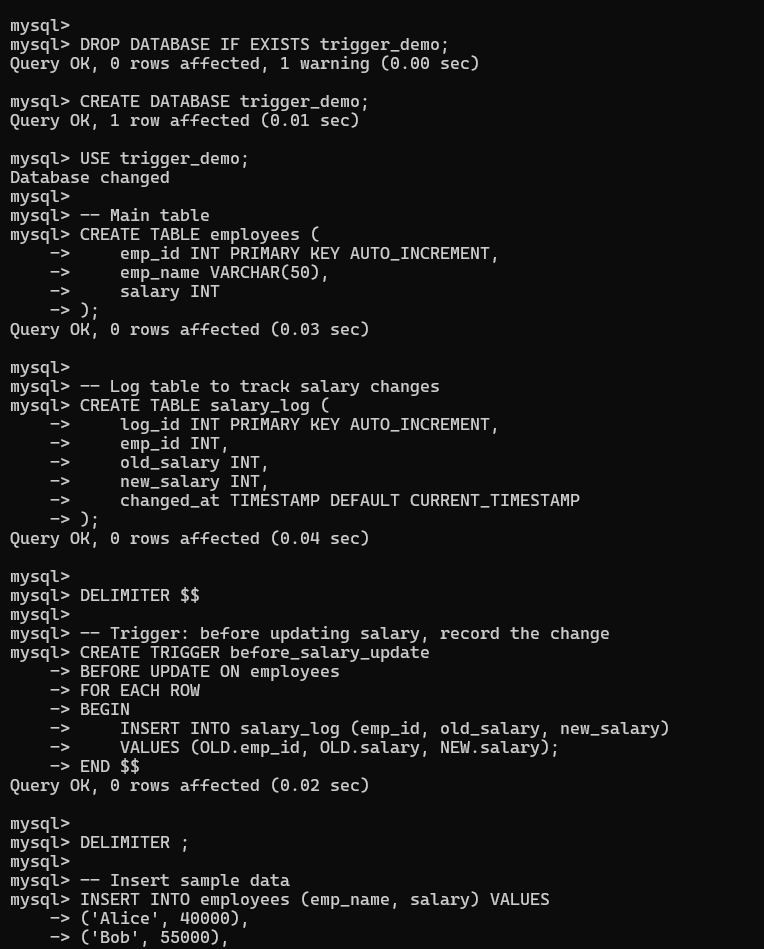 mysql>
mysql> DROP DATABASE IF EXISTS trigger_demo;
Query OK, 0 rows affected, 1 warning (0.00 sec)

mysql> CREATE DATABASE trigger_demo;
Query OK, 1 row affected (0.01 sec)

mysql> USE trigger_demo;
Database changed
mysql>
mysql> -- Main table
mysql> CREATE TABLE employees (
    ->     emp_id INT PRIMARY KEY AUTO_INCREMENT,
    ->     emp_name VARCHAR(50),
    ->     salary INT
    -> );
Query OK, 0 rows affected (0.03 sec)

mysql>
mysql> -- Log table to track salary changes
mysql> CREATE TABLE salary_log (
    ->     log_id INT PRIMARY KEY AUTO_INCREMENT,
    ->     emp_id INT,
    ->     old_salary INT,
    ->     new_salary INT,
    ->     changed_at TIMESTAMP DEFAULT CURRENT_TIMESTAMP
    -> );
Query OK, 0 rows affected (0.04 sec)

mysql>
mysql> DELIMITER $$
mysql>
mysql> -- Trigger: before updating salary, record the change
mysql> CREATE TRIGGER before_salary_update
    -> BEFORE UPDATE ON employees
    -> FOR EACH ROW
    -> BEGIN
    ->     INSERT INTO salary_log (emp_id, old_salary, new_salary)
    ->     VALUES (OLD.emp_id, OLD.salary, NEW.salary);
    -> END $$
Query OK, 0 rows affected (0.02 sec)

mysql>
mysql> DELIMITER ;
mysql>
mysql> -- Insert sample data
mysql> INSERT INTO employees (emp_name, salary) VALUES
    -> ('Alice', 40000),
    -> ('Bob', 55000),